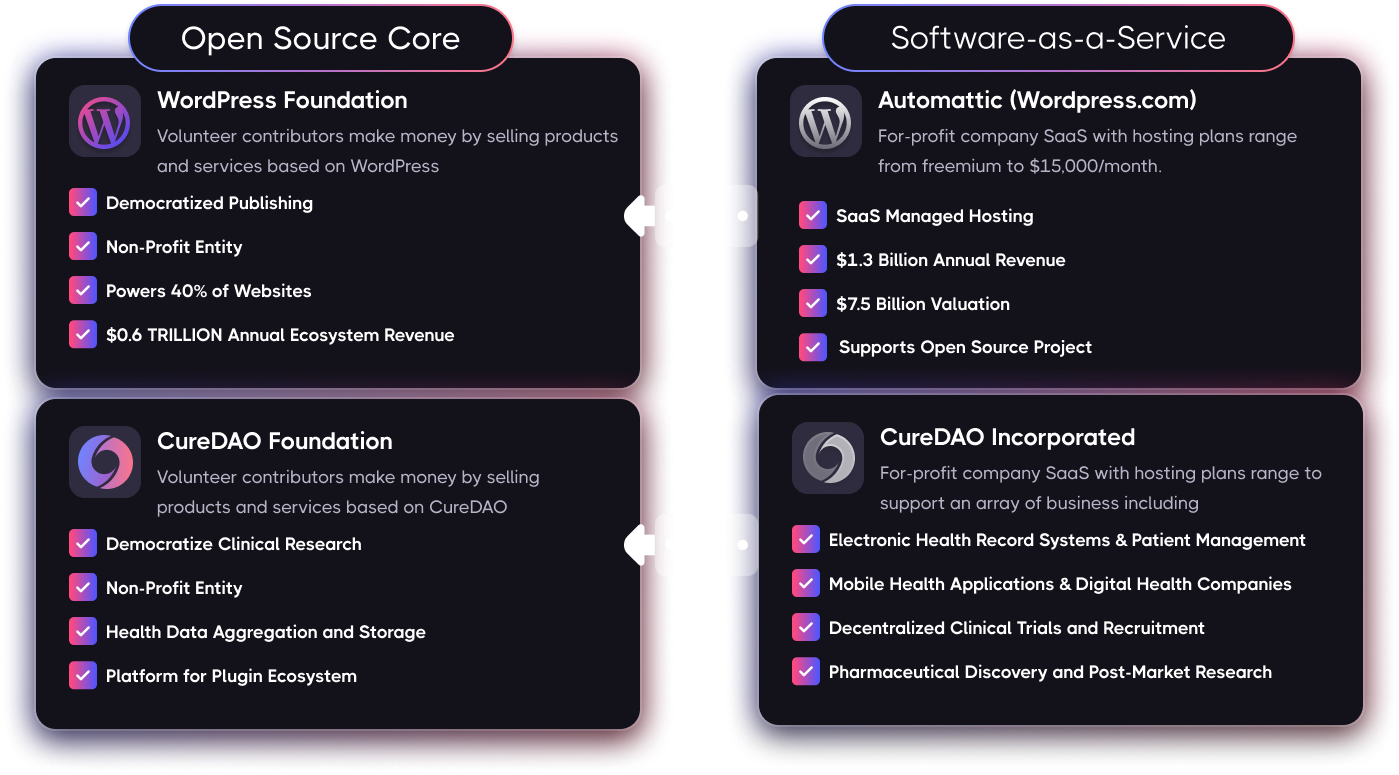 Open Source Core
WordPress Foundation
Volunteer contributors make money by selling products
and services based on WordPress
Democratized Publishing
Non-Profit Entity
Powers 40% of Websites
$0.6 TRILLION Annual Ecosystem Revenue
CureDAO Foundation
Volunteer contributors make money by selling
products and services based on CureDAO
Democratize Clinical Research
Non-Profit Entity
Health Data Aggregation and Storage
Platform for Plugin Ecosystem
Software-as-a-Service
Automattic (Wordpress.com)
For-profit company SaaS with hosting plans range
from freemium to $15,000/month.
SaaS Managed Hosting
$1.3 Billion Annual Revenue
$7.5 Billion Valuation
Supports Open Source Project
CureDAO Incorporated
For-profit company SaaS with hosting plans range to
support an array of business including
Electronic Health Record Systems & Patient Management
Mobile Health Applications & Digital Health Companies
Decentralized Clinical Trials and Recruitment
Pharmaceutical Discovery and Post-Market Research